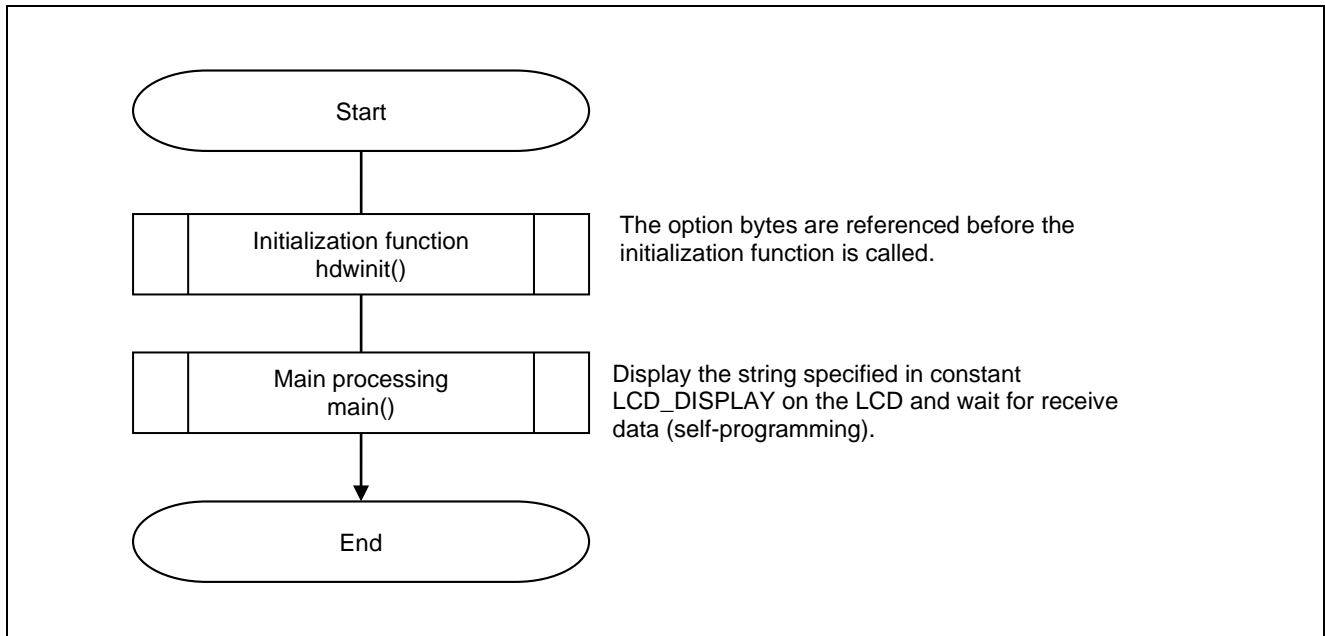 Start
Initialization function
hdwinit()
The option bytes are referenced before the
initialization function is called.
Main processing
main()
Display the string specified in constant
LCD_DISPLAY on the LCD and wait for receive
data (self-programming).
End